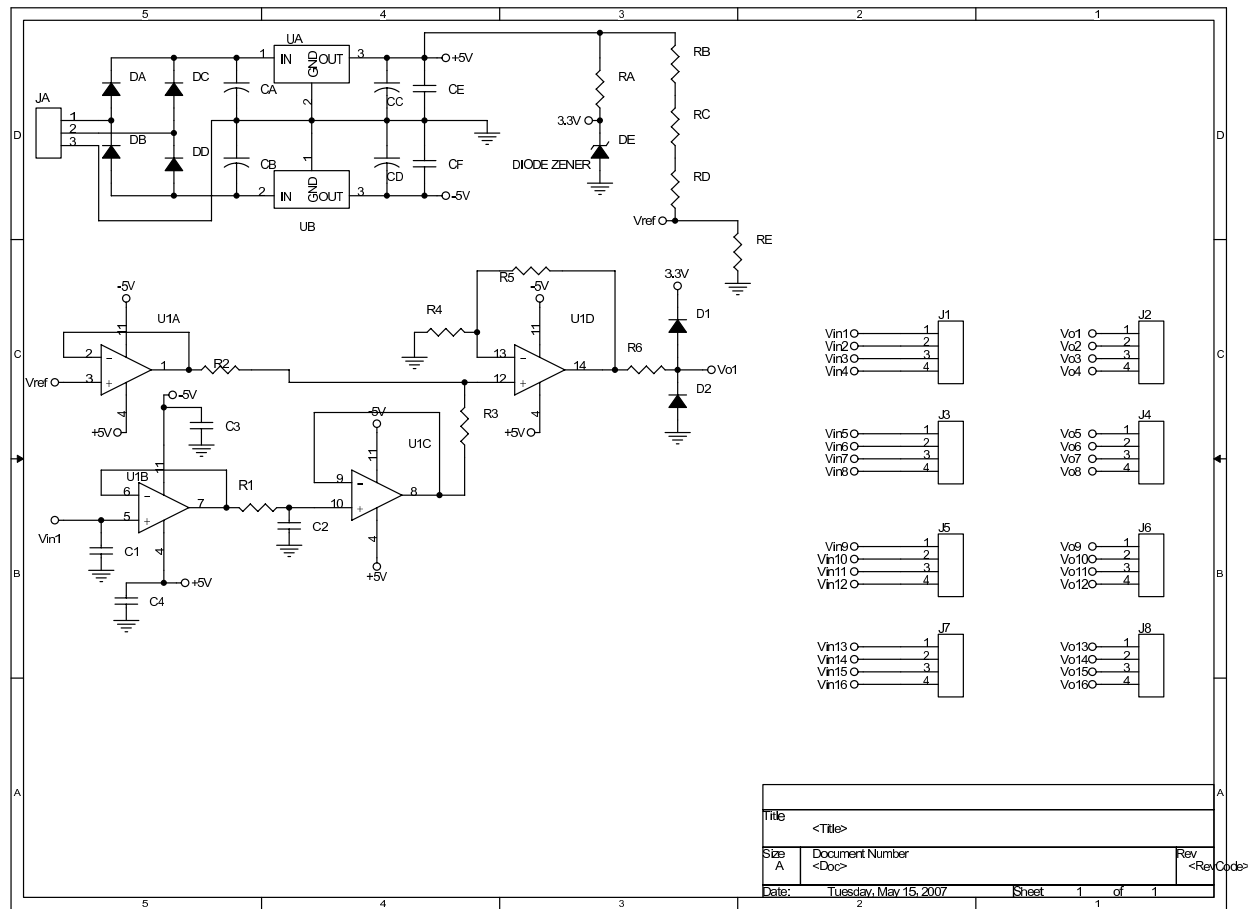 5 4 3 2 1
D D
C C
B B
A A
UA
1 IN OUT 3
GND
2
+5V
DA DC
CA
CC
CE
JA
1
2
3
DB DD
CB
CD
CF
1
GND
2 IN OUT 3
-5V
UB
RA
3.3V
DE
DIODE ZENER
RB
RC
RD
Vref
RE
-5V
11
U1A
2
3
1
Vref
4
+5V
R2
-5V
C3
11
U1B
6
5
7
Vin1
C1
4
+5V
C4
R1
C2
-5V
11
U1C
9
10
8
4
+5V
R3
R4
R5
-5V
11
U1D
13
12
14
4
+5V
R6
3.3V
D1
Vo1
D2
J1
Vin1 1
Vin2 2
Vin3 3
Vin4 4
J2
Vo1 1
Vo2 2
Vo3 3
Vo4 4
J3
Vin5 1
Vin6 2
Vin7 3
Vin8 4
J4
Vo5 1
Vo6 2
Vo7 3
Vo8 4
J5
Vin9 1
Vin10 2
Vin11 3
Vin12 4
J6
Vo9 1
Vo10 2
Vo11 3
Vo12 4
J7
Vin13 1
Vin14 2
Vin15 3
Vin16 4
J8
Vo13 1
Vo14 2
Vo15 3
Vo16 4
Title
<Title>
Size Document Number Rev
A <Doc> <RevCode>
Date: Tuesday, May 15, 2007 Sheet 1 of 1
5 4 3 2 1